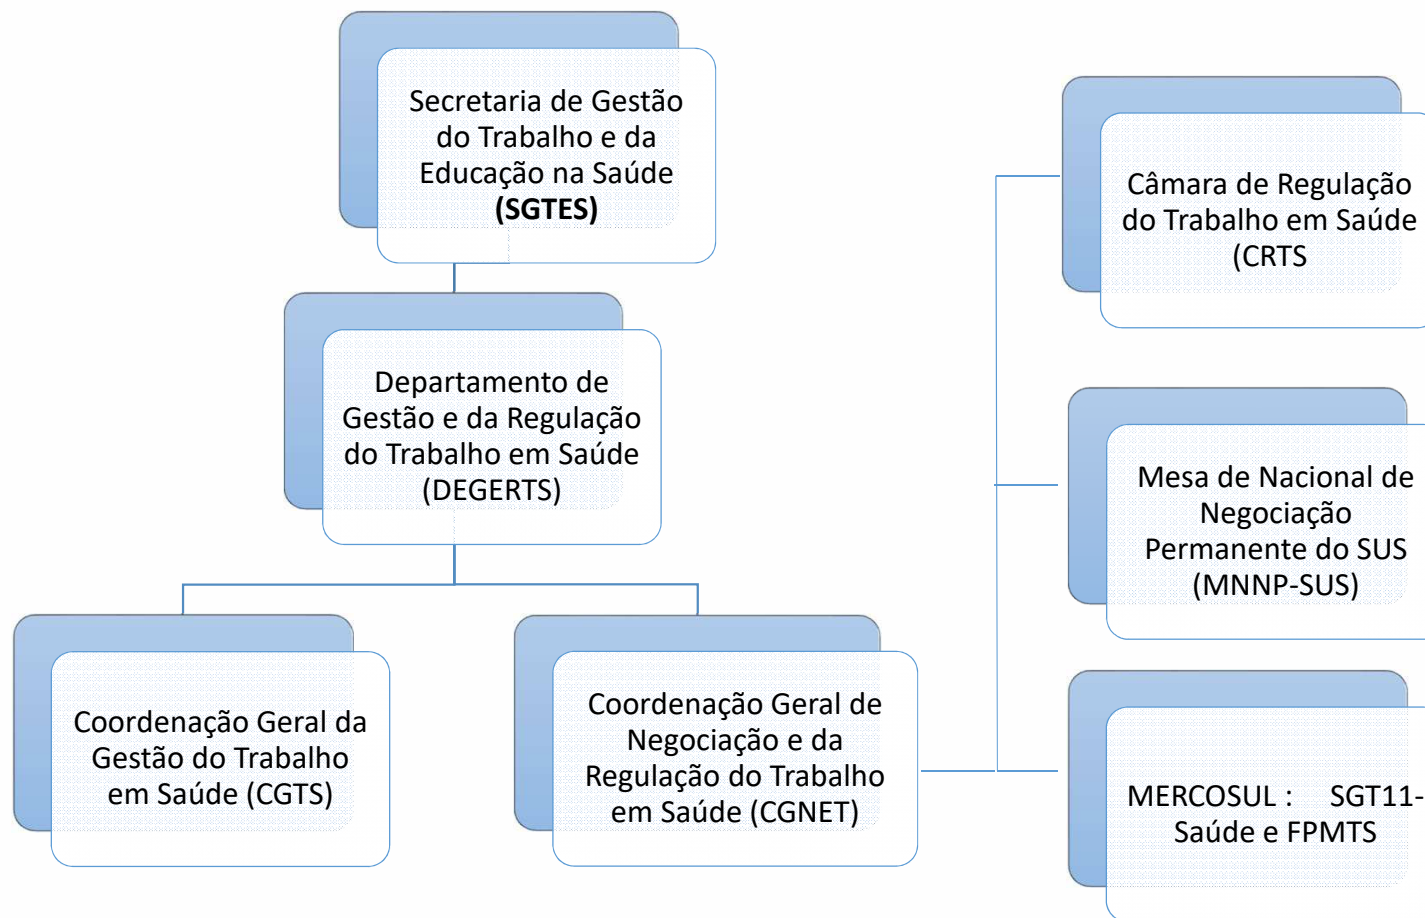 Secretaria de Gestão
do Trabalho e da
Educação na Saúde
(SGTES)
Departamento de
Gestão e da Regulação
do Trabalho em Saúde
(DEGERTS)
Coordenação Geral da
Gestão do Trabalho
em Saúde (CGTS)
Coordenação Geral de
Negociação e da
Regulação do Trabalho
em Saúde (CGNET)
Câmara de Regulação
do Trabalho em Saúde
(CRTS
Mesa de Nacional de
Negociação
Permanente do SUS
(MNNP-SUS)
MERCOSUL : SGT11-
Saúde e FPMTS